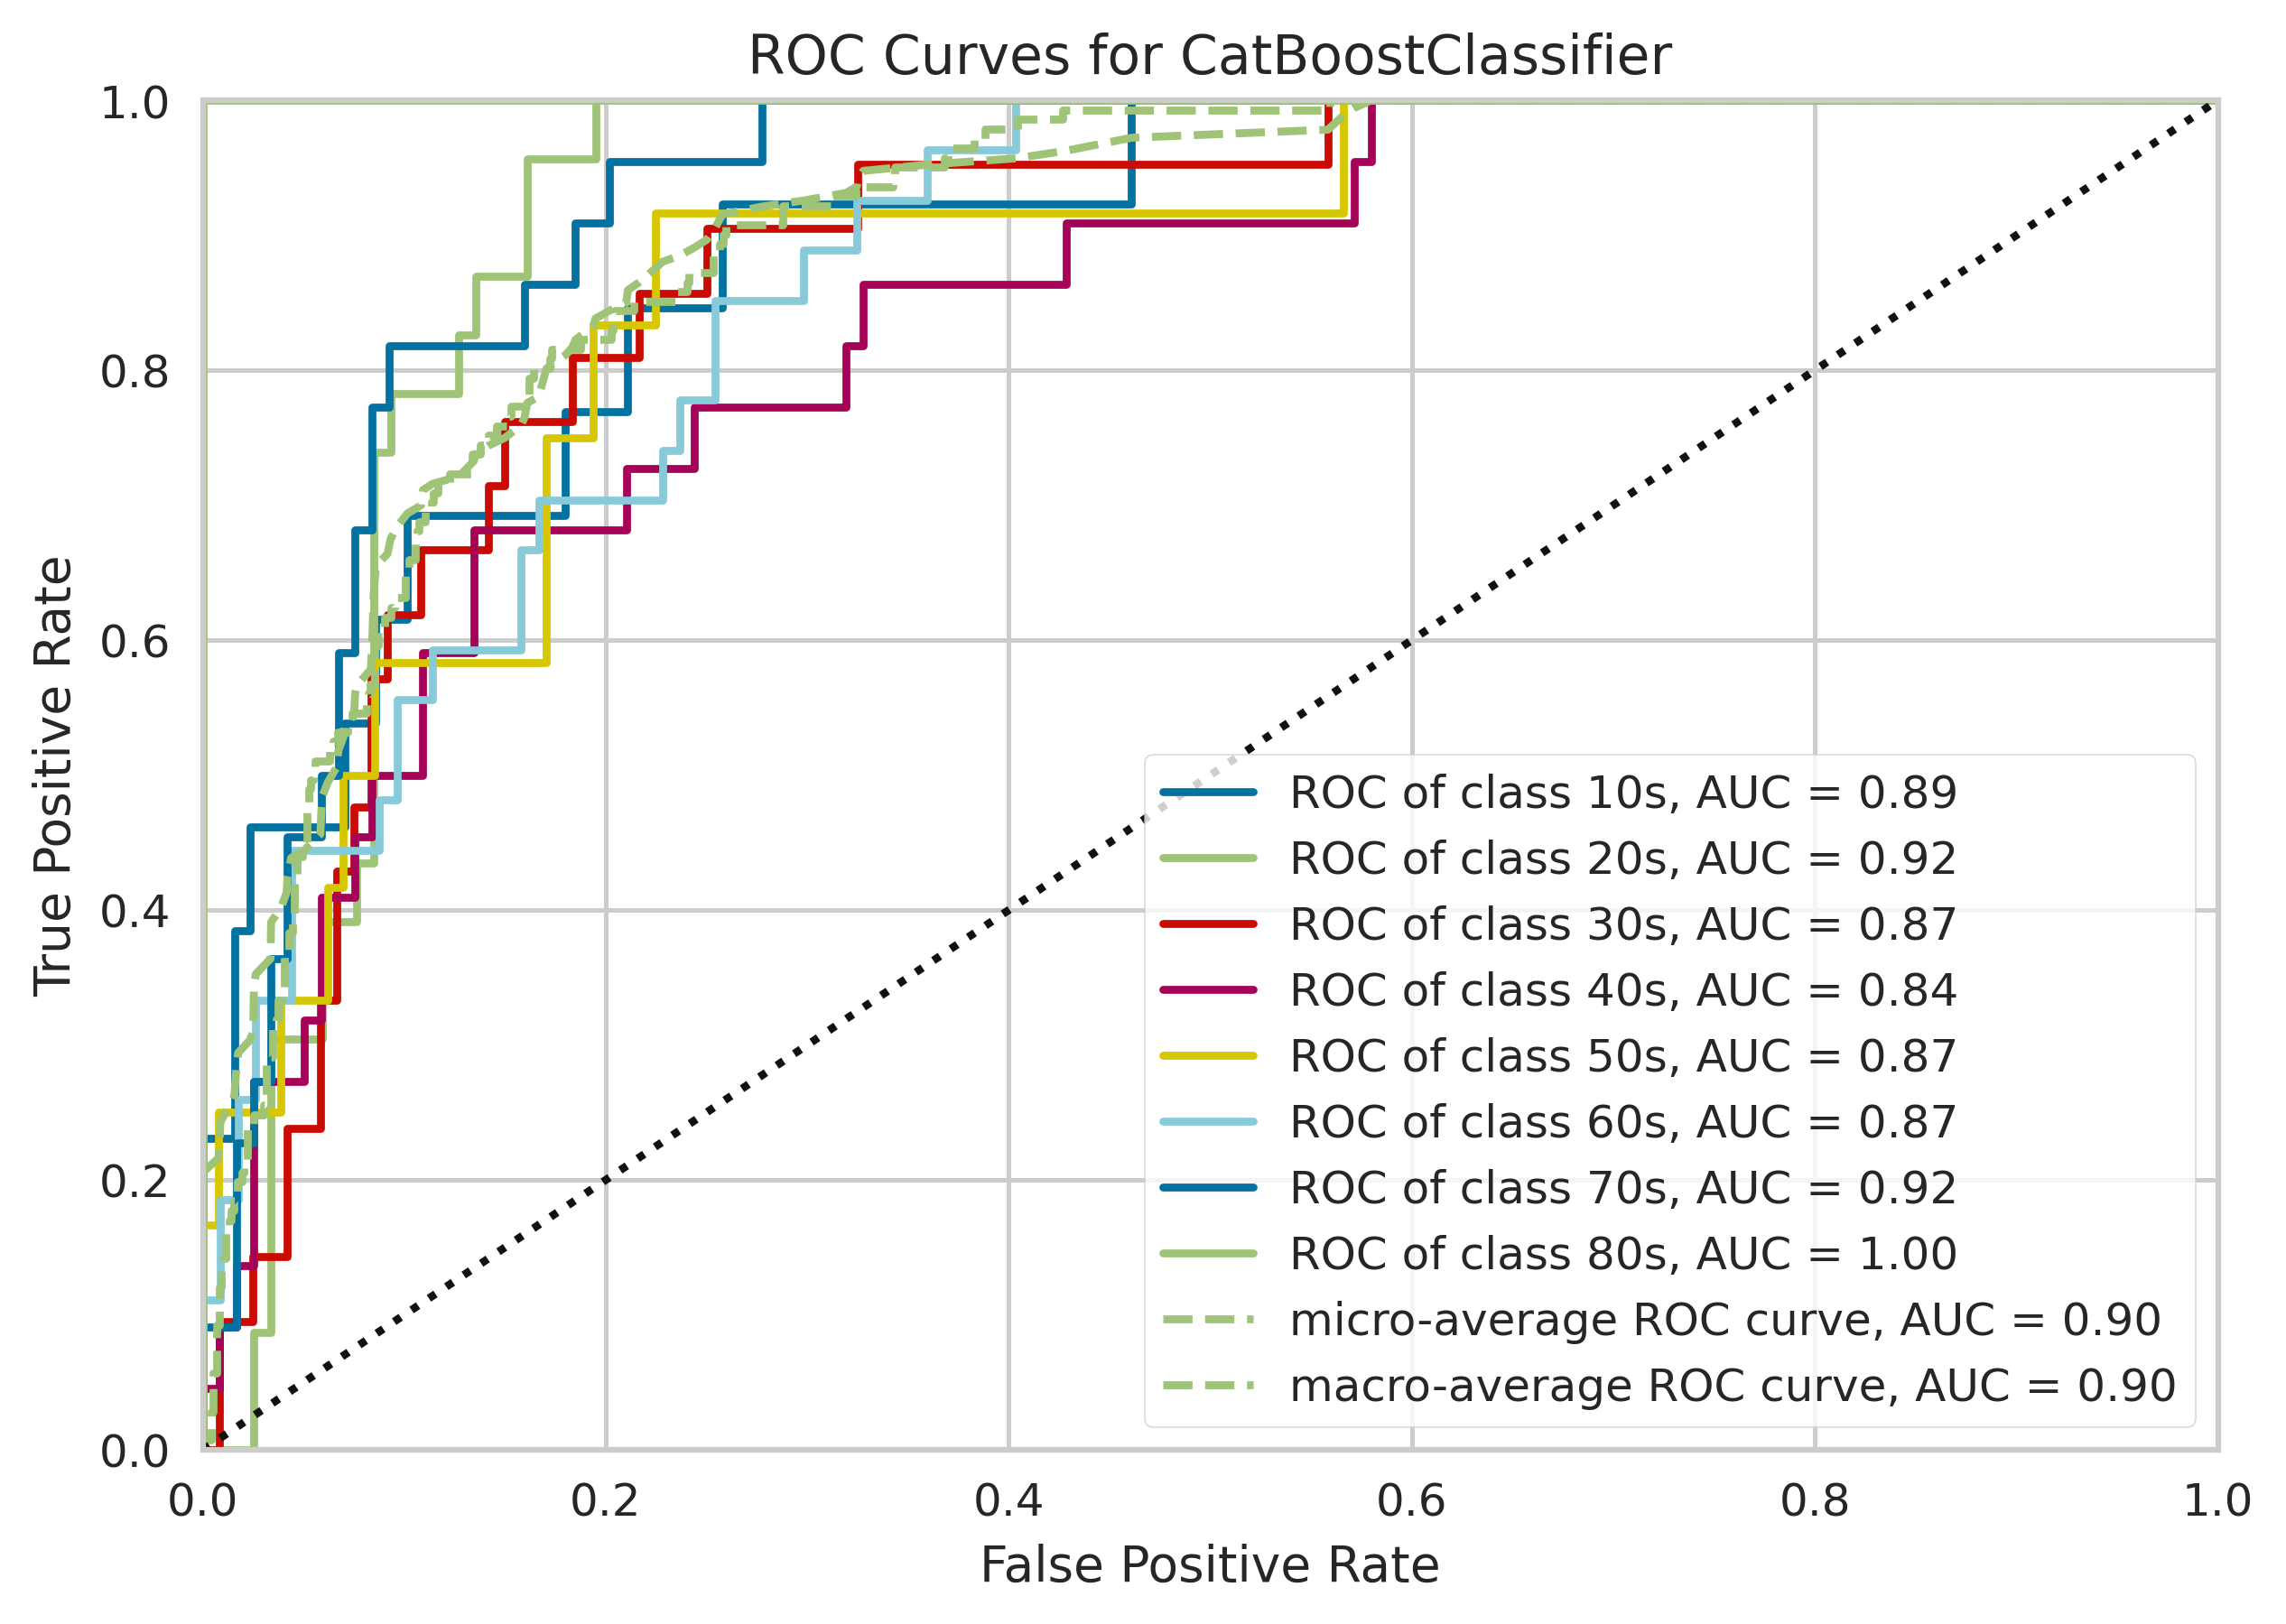 ROC Curves for CatBoostClassifier
1.0
0.8
0.6
0.4
0.2
0.0
True Positive Rate
ROC of class 10s, AUC = 0.89
ROC of class 20s, AUC = 0.92
ROC of class 30s, AUC = 0.87
ROC of class 40s, AUC = 0.84
ROC of class 50s, AUC = 0.87
ROC of class 60s, AUC = 0.87
ROC of class 70s, AUC = 0.92
ROC of class 80s, AUC = 1.00
micro-average ROC curve, AUC = 0.90
macro-average ROC curve, AUC = 0.90
0.0 0.2 0.4 0.6 0.8 1.0
False Positive Rate